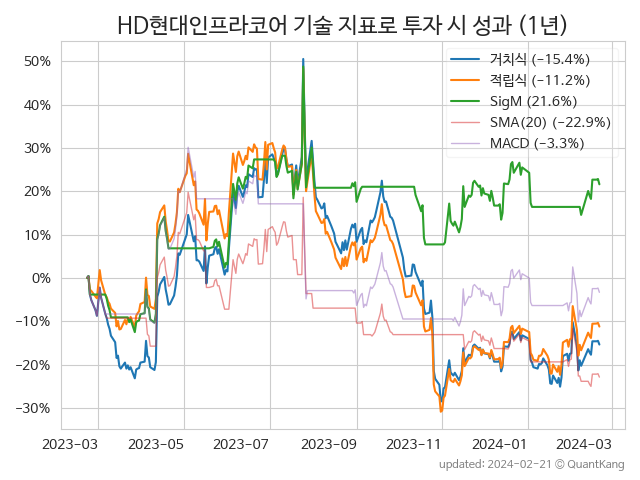 HD현대인프라코어 기술 지표로 투자 시 성과 (1년)
거치식 (−15.4%)
적립식 (−11.2%)
SigM (21.6%)
SMA(20) (−22.9%)
MACD (−3.3%)
50%
40%
30%
20%
10%
0%
−10%
−20%
−30%
2023-03 2023-05 2023-07 2023-09 2023-11 2024-01 2024-03
updated: 2024-02-21 © QuantKang